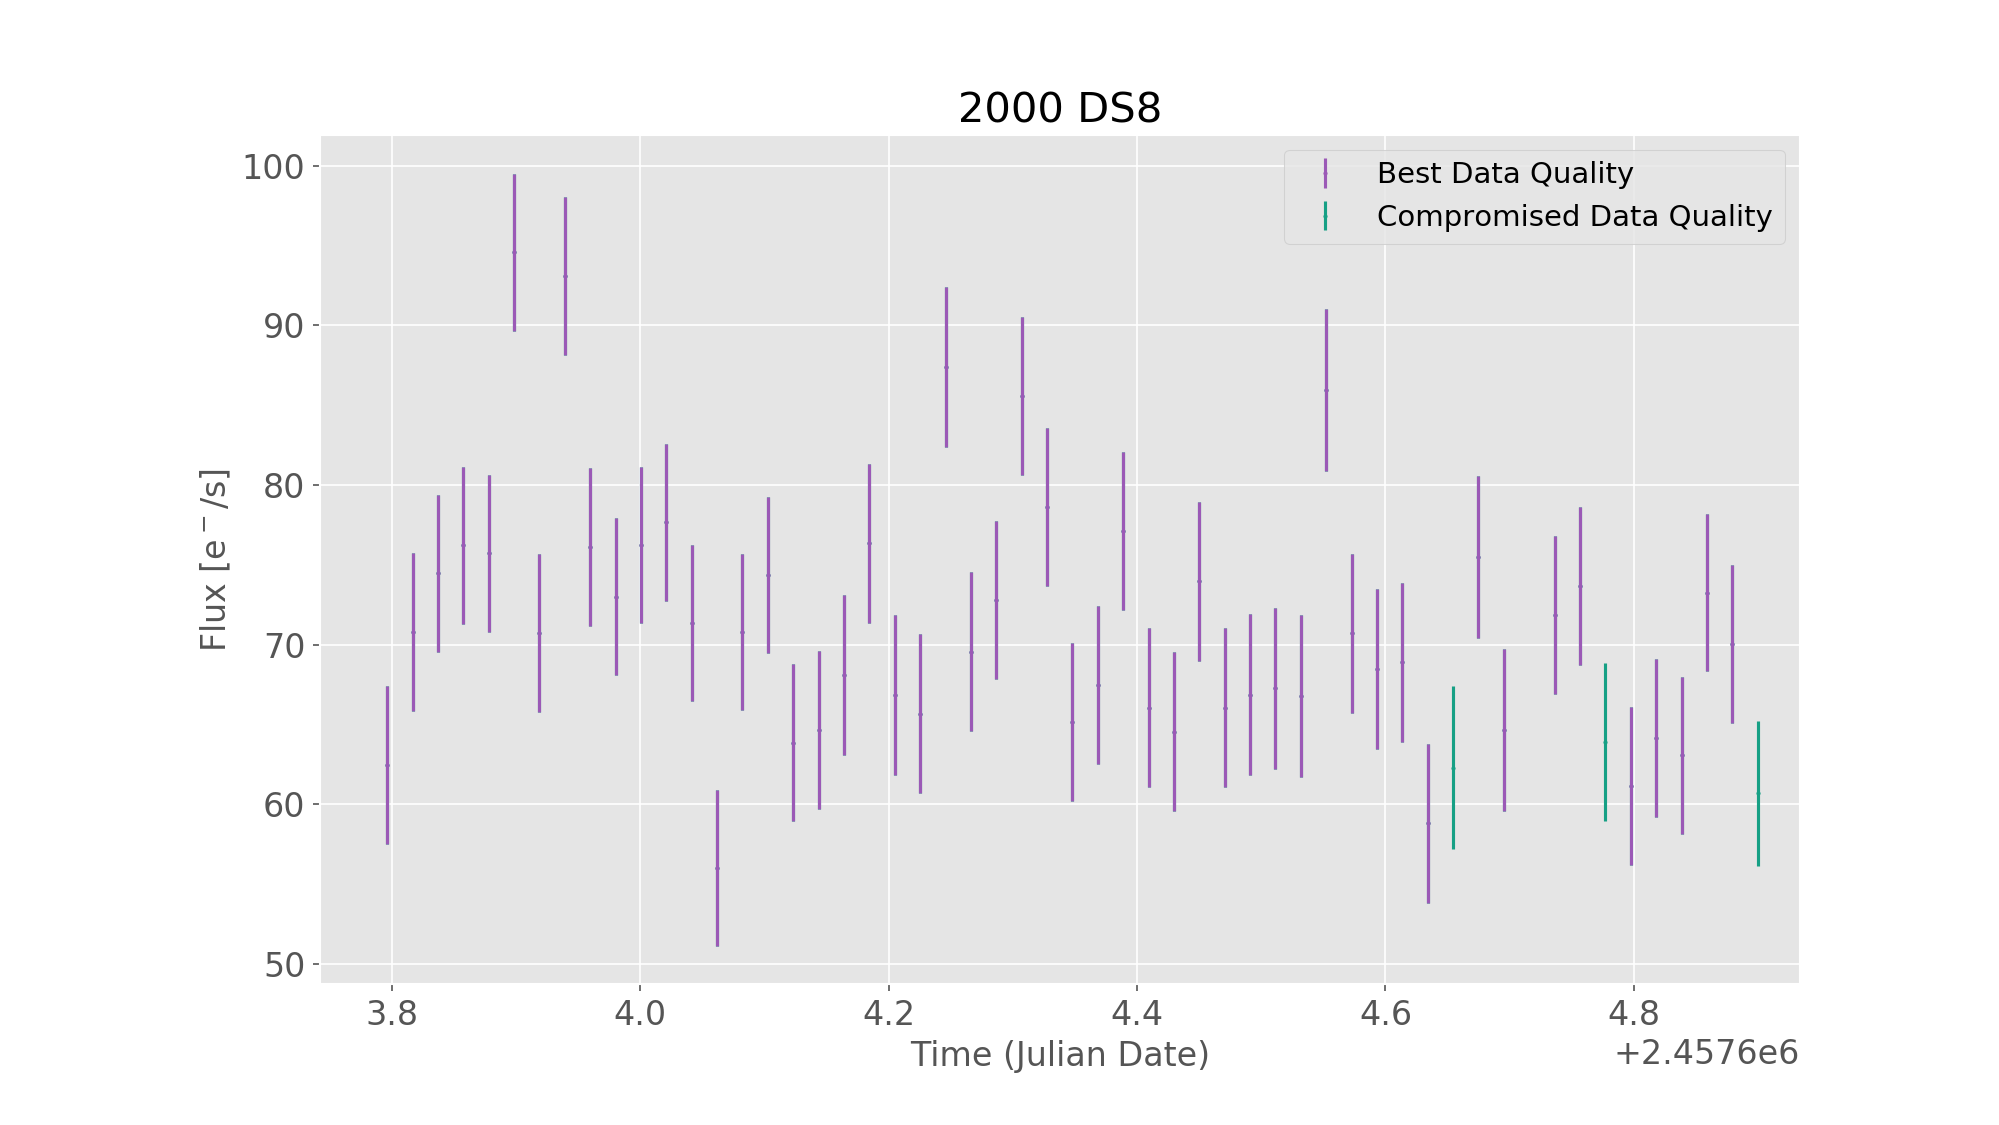 2000 DS8
Best Data Quality
Compromised Data Quality
100
90
80
70
60
50
Flux [e⁻/s]
3.8 4.0 4.2 4.4 4.6 4.8
Time (Julian Date)
+2.4576e6